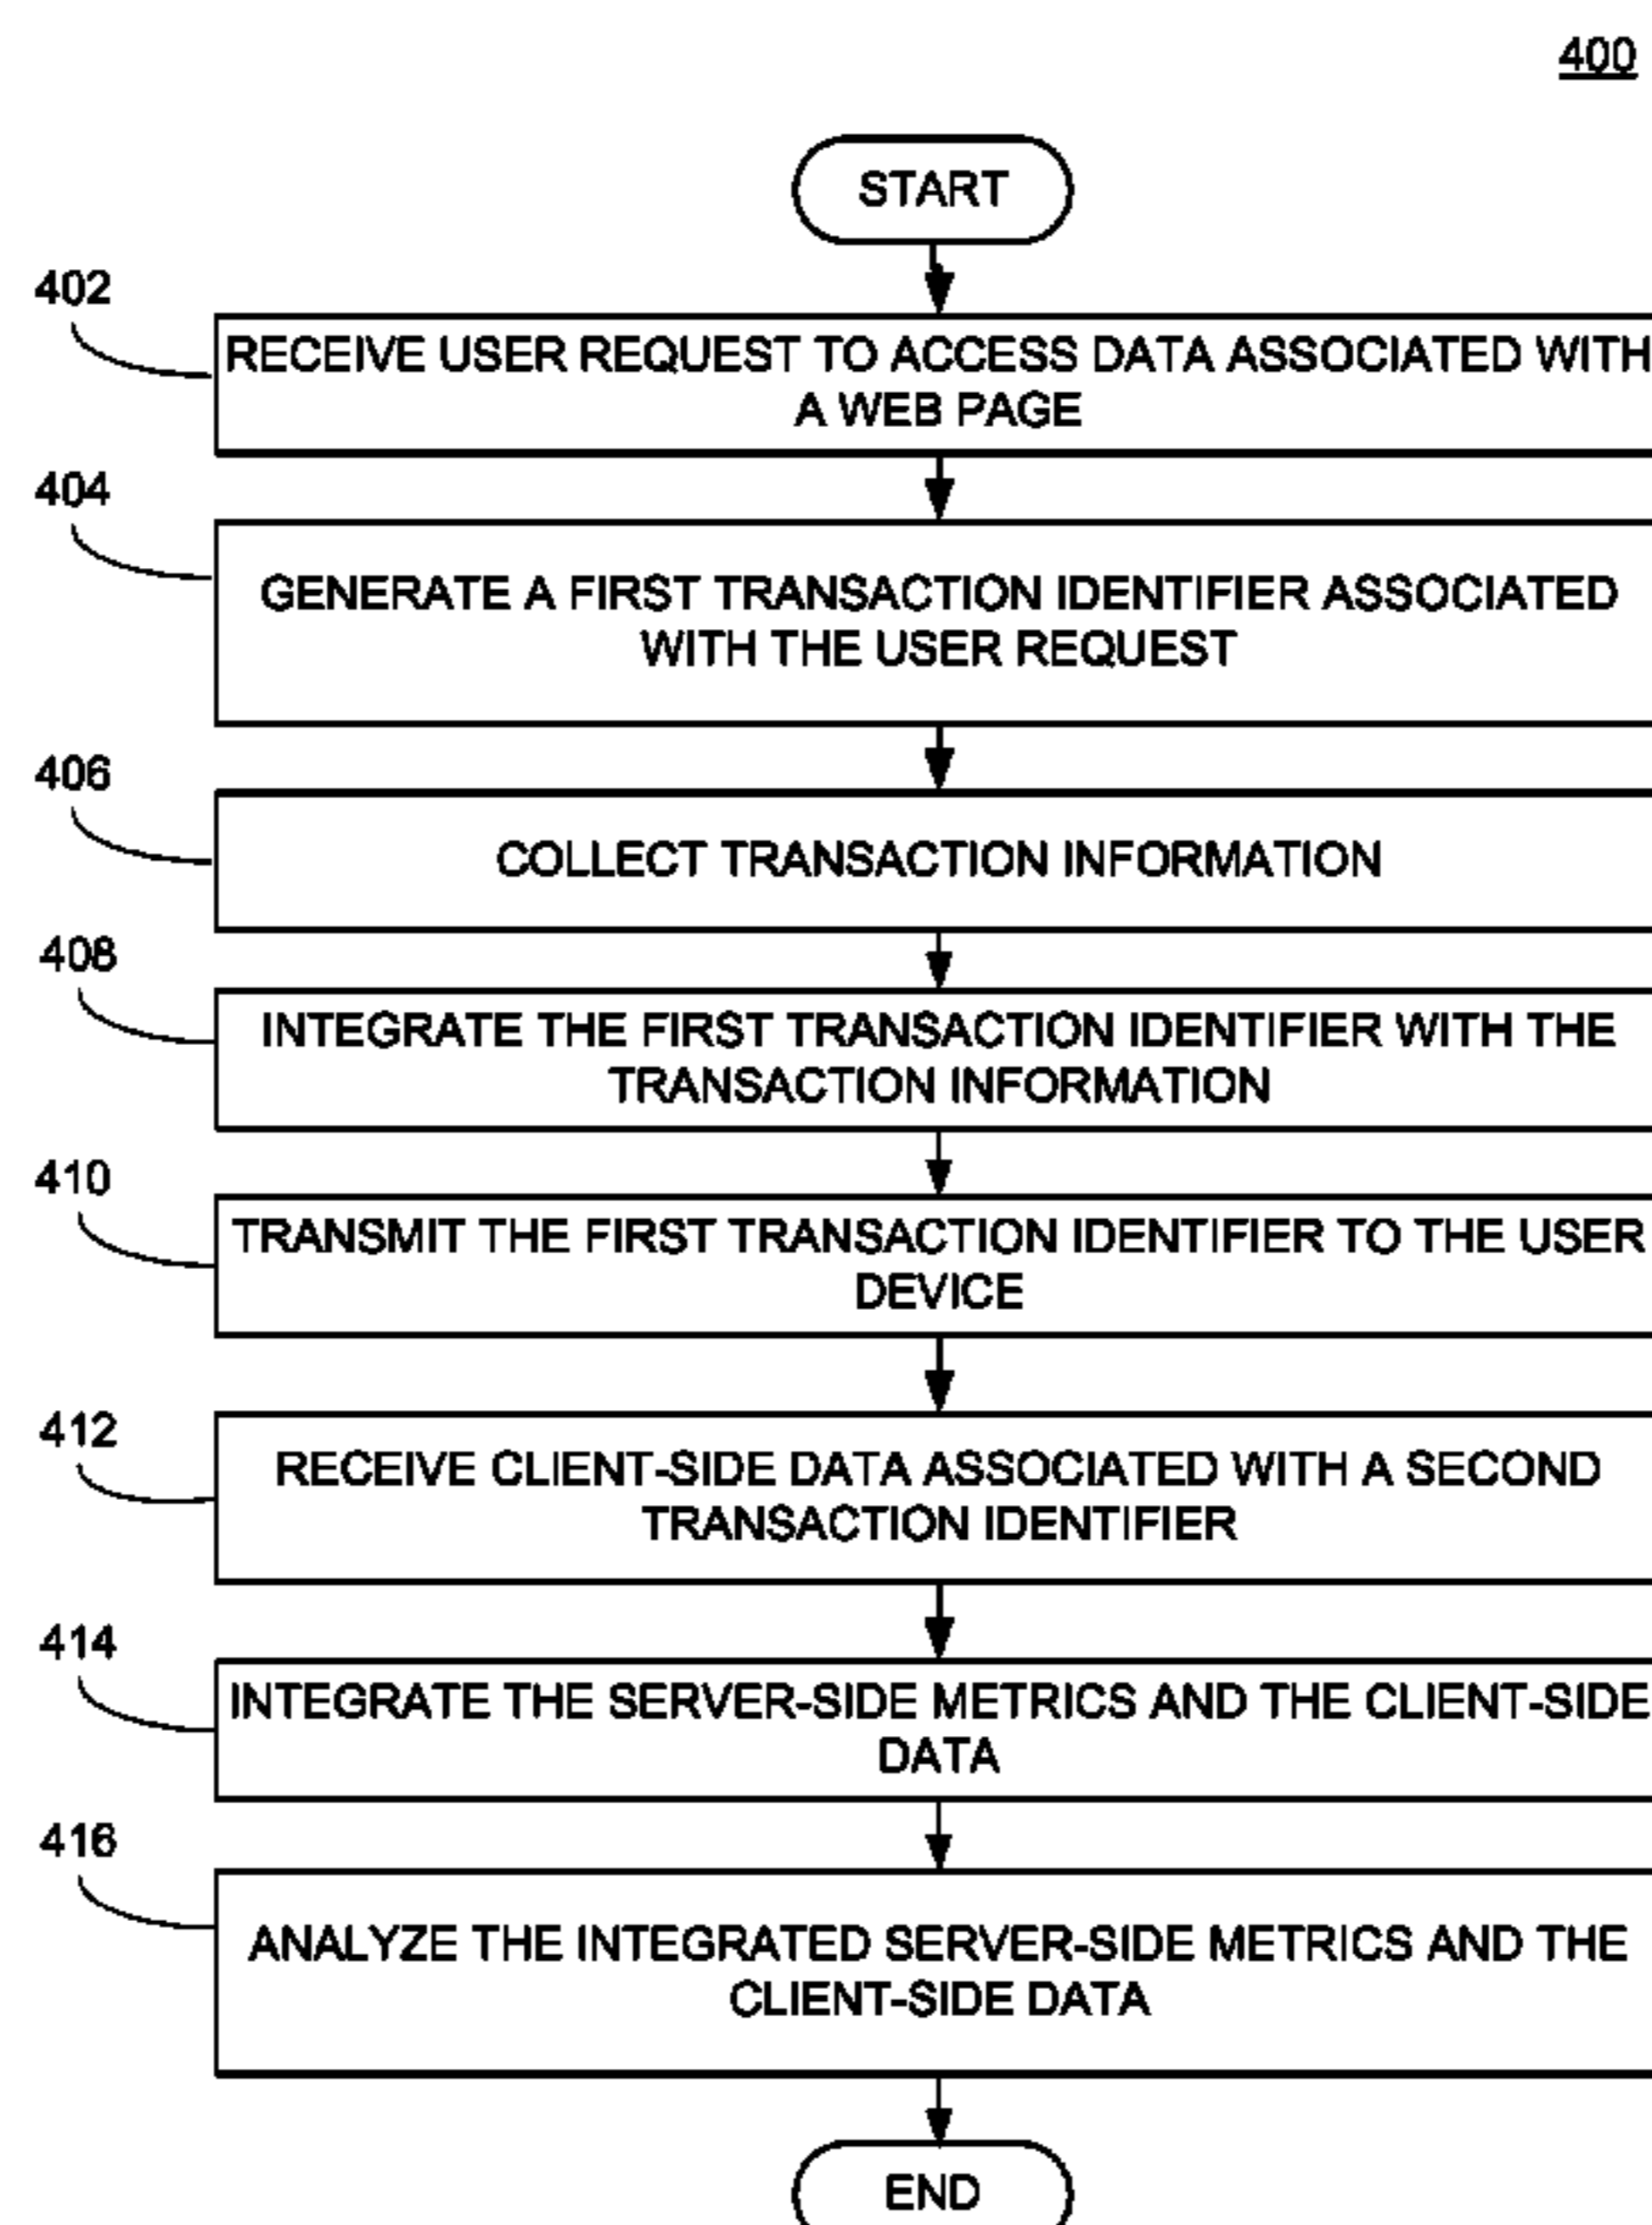 400
START
402
RECEIVE USER REQUEST TO ACCESS DATA ASSOCIATED WITH
A WEB PAGE
404
GENERATE A FIRST TRANSACTION IDENTIFIER ASSOCIATED
WITH THE USER REQUEST
406
COLLECT TRANSACTION INFORMATION
408
INTEGRATE THE FIRST TRANSACTION IDENTIFIER WITH THE
TRANSACTION INFORMATION
410
TRANSMIT THE FIRST TRANSACTION IDENTIFIER TO THE USER
DEVICE
412
RECEIVE CLIENT-SIDE DATA ASSOCIATED WITH A SECOND
TRANSACTION IDENTIFIER
414
INTEGRATE THE SERVER-SIDE METRICS AND THE CLIENT-SIDE
DATA
416
ANALYZE THE INTEGRATED SERVER-SIDE METRICS AND THE
CLIENT-SIDE DATA
END